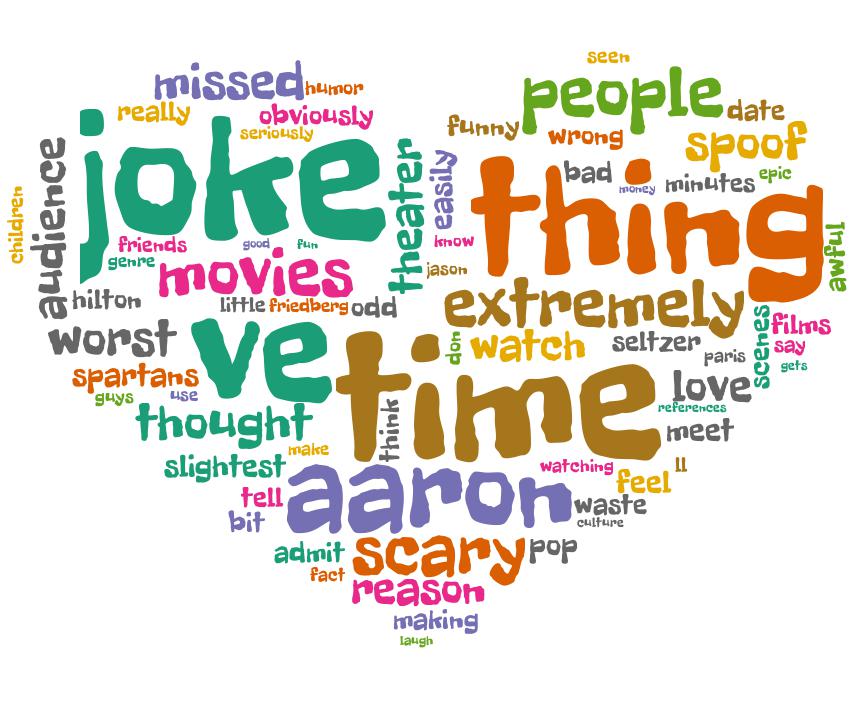 seen
missed
humor
people
date
really
obviously
seriously
funny
wrong
spoof
joke
audience
theater
easily
thing
bad
money
minutes
epic
children
friends
good
fun
know
genre
movies
jason
awful
hilton
little
friedberg
odd
extremely
scenes
films
worst
ve
time
don
watch
seltzer
paris
say
gets
spartans
guys
use
love
references
thought
think
meet
make
slightest
aaron
watching
feel
ll
tell
bit
waste
culture
admit
scary
pop
fact
reason
making
laugh